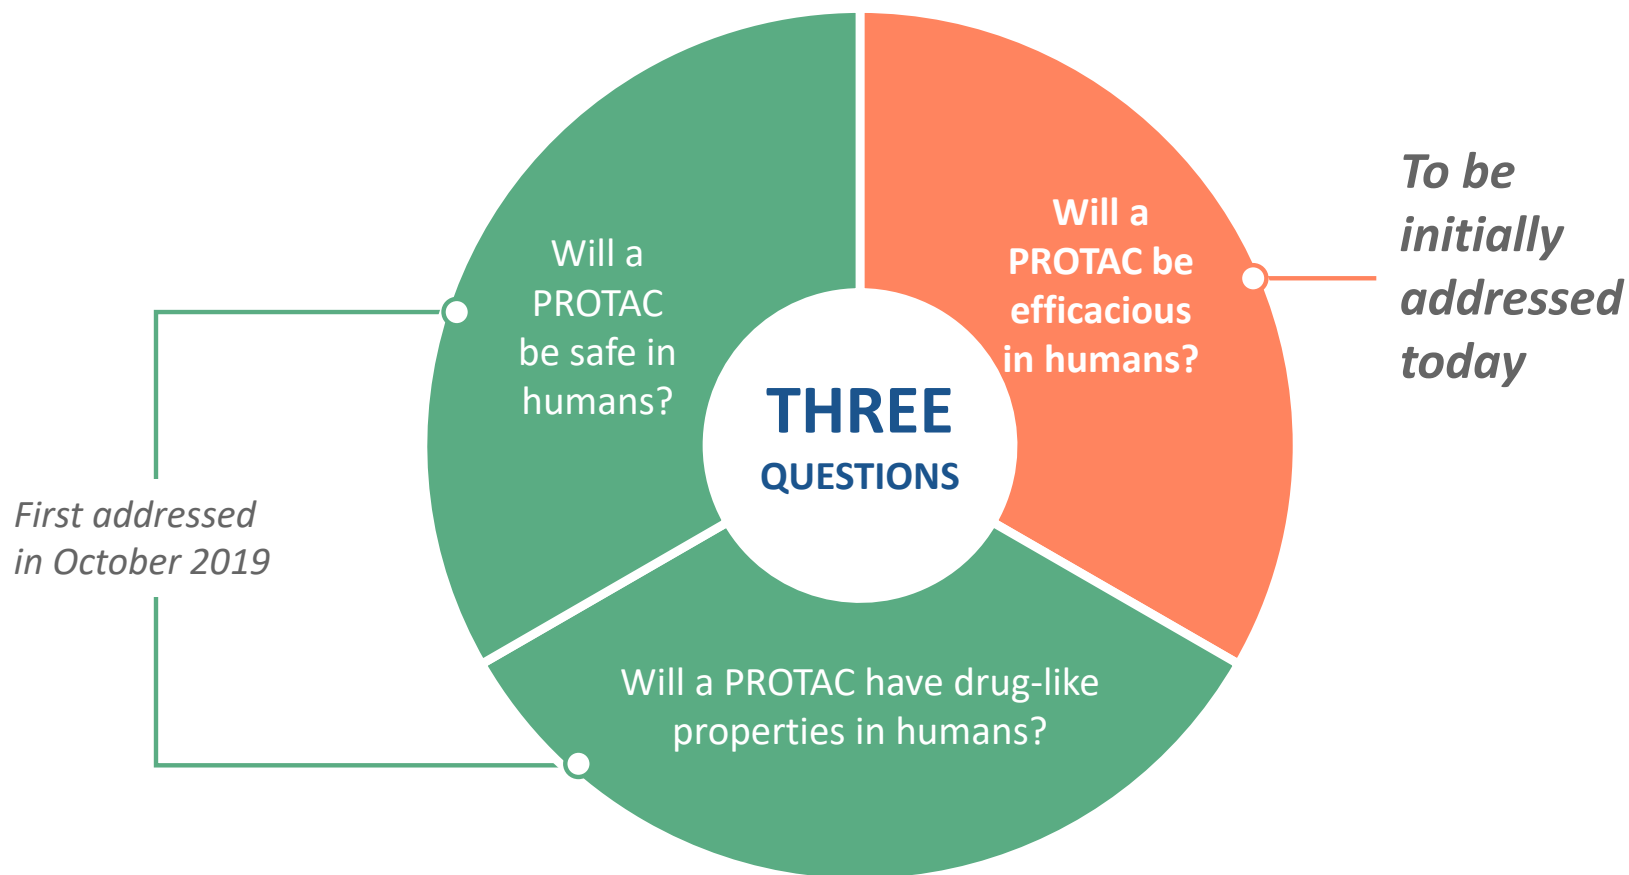 Will a
PROTAC
be safe in
humans?
Will a
PROTAC be
efficacious
in humans?
To be
initially
addressed
today
THREE
QUESTIONS
First addressed
in October 2019
Will a PROTAC have drug-like
properties in humans?